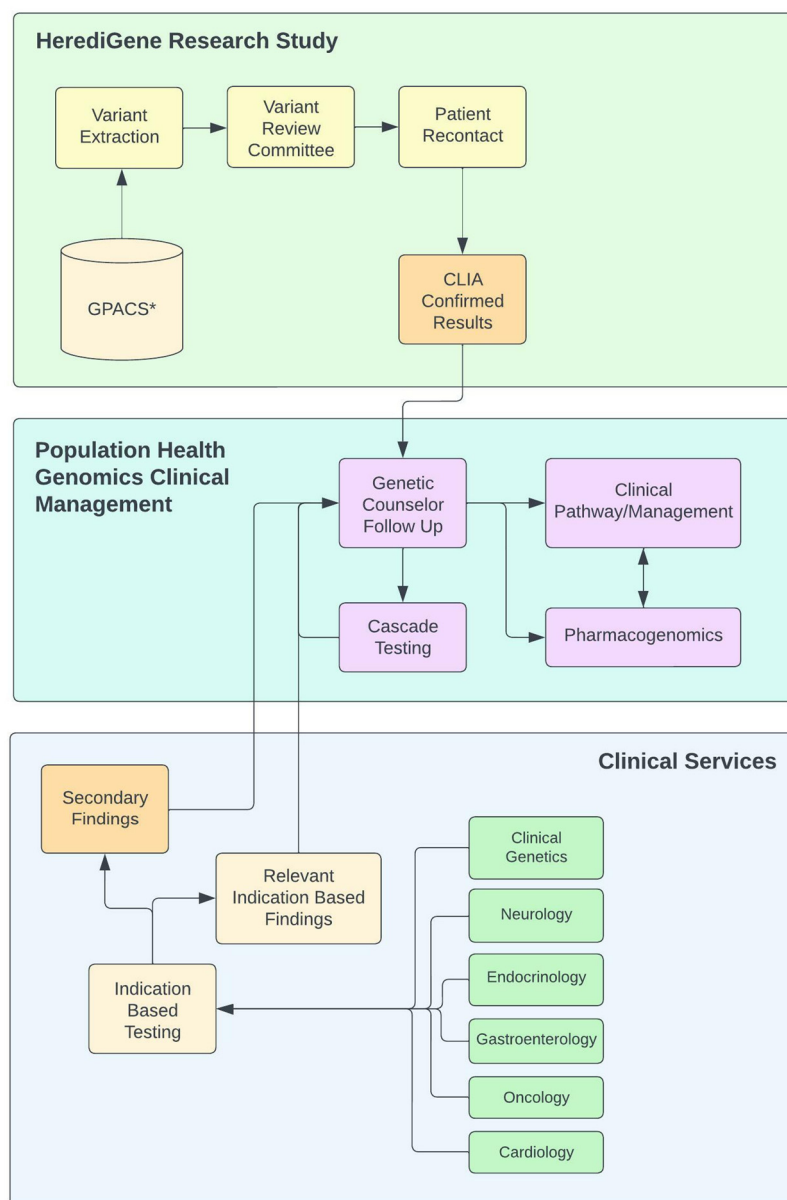 HerediGene Research Study
Variant
Extraction
Variant
Review
Committee
Patient
Recontact
GPACS*
CLIA
Confirmed
Results
Population Health
Genomics Clinical
Management
Genetic
Counselor
Follow Up
Clinical
Pathway/Management
Cascade
Testing
Pharmacogenomics
Clinical Services
Secondary
Findings
Relevant
Indication Based
Findings
Indication
Based
Testing
Clinical
Genetics
Neurology
Endocrinology
Gastroenterology
Oncology
Cardiology